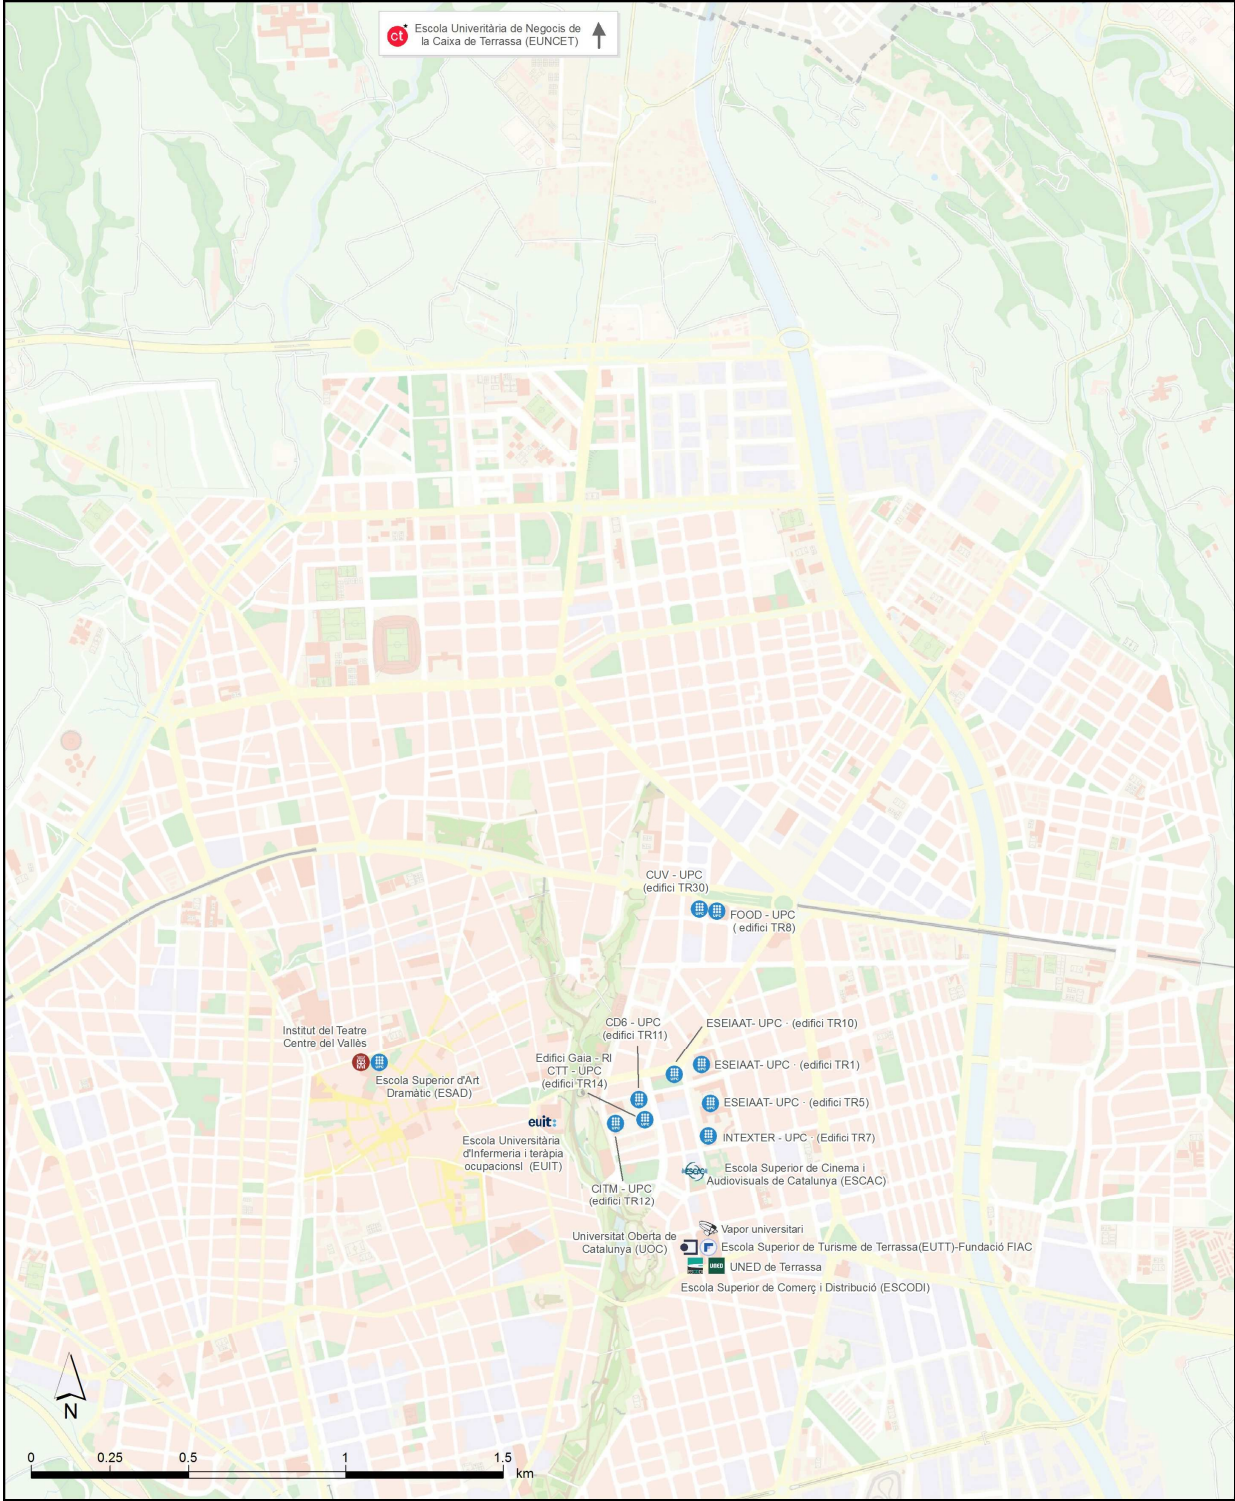 ct
Escola Univeritària de Negocis de
la Caixa de Terrassa (EUNCET)
CUV - UPC
(edifici TR30)
FOOD - UPC
( edifici TR8)
Institut del Teatre
Centre del Vallès
Escola Superior d'Art
Dramàtic (ESAD)
CD6 - UPC
(edifici TR11)
ESEIAAT- UPC · (edifici TR10)
Edifici Gaia - RI
CTT - UPC
(edifici TR14)
ESEIAAT- UPC · (edifici TR1)
ESEIAAT- UPC · (edifici TR5)
euit:
Escola Universitària
d'Infermeria i teràpia
ocupacionsl (EUIT)
INTEXTER - UPC · (Edifici TR7)
ESCAC
Escola Superior de Cinema i
Audiovisuals de Catalunya (ESCAC)
CITM - UPC
(edifici TR12)
Vapor universitari
Universitat Oberta de
Catalunya (UOC)
Escola Superior de Turisme de Terrassa(EUTT)-Fundació FIAC
UNED
UNED de Terrassa
Escola Superior de Comerç i Distribució (ESCODI)
N
0 0.25 0.5 1 1.5
km